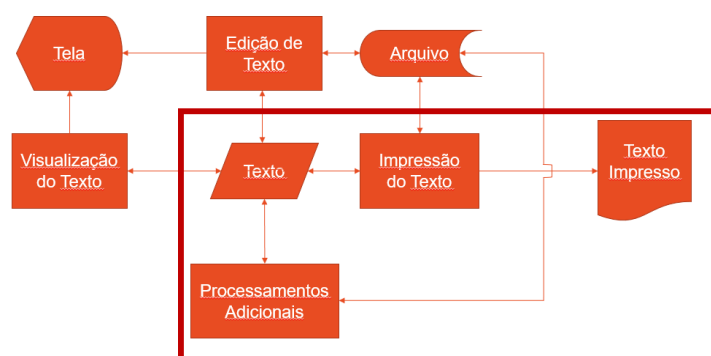 Tela
Edição de
Texto
Arquivo
Visualização
do Texto
Texto
Impressão
do Texto
Texto
Impresso
Processamentos
Adicionais